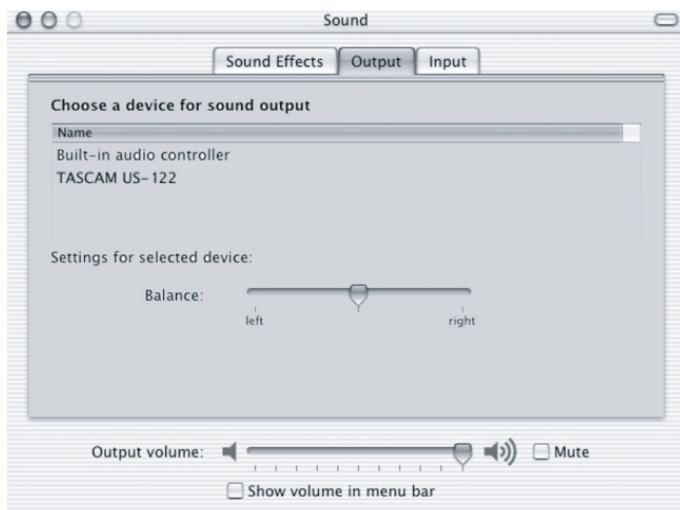 Sound
Sound Effects Output Input
Choose a device for sound output
Name
Built-in audio controller
TASCAM US-122
Settings for selected device:
Balance:
left right
Output volume: Mute
Show volume in menu bar